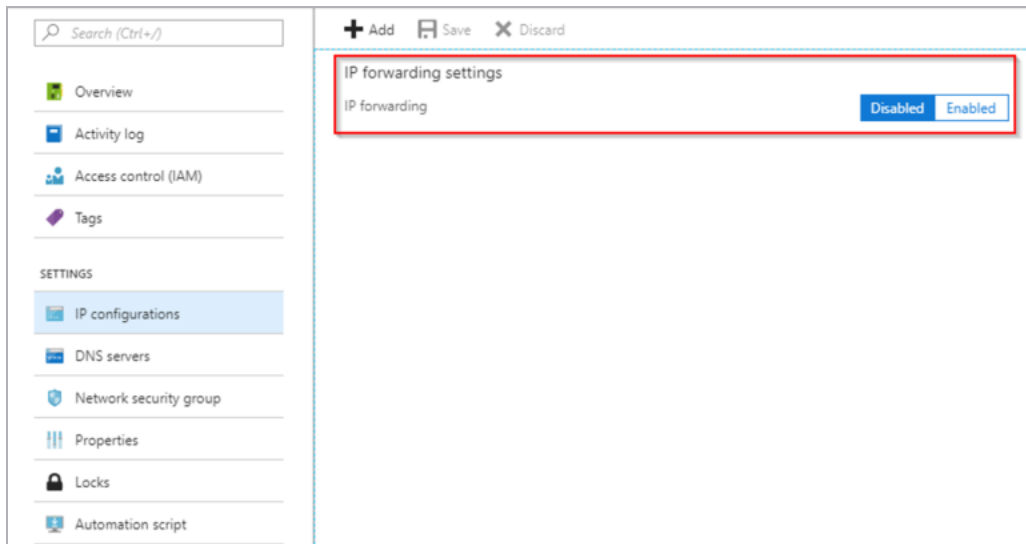 Search (Ctrl+/)
Overview
Activity log
Access control (IAM)
Tags
SETTINGS
IP configurations
DNS servers
Network security group
Properties
Locks
Automation script
Add Save Discard
IP forwarding settings
IP forwarding Disabled Enabled